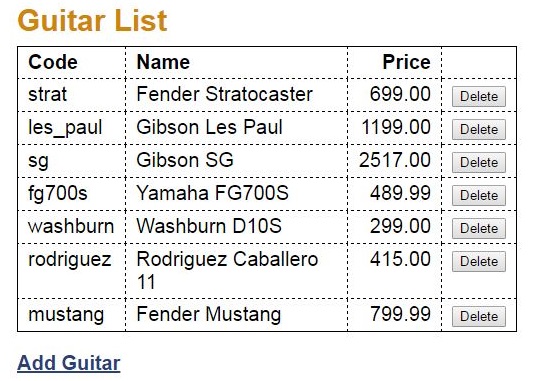 Guitar List
Code Name Price
strat Fender Stratocaster 699.00 Delete
les_paul Gibson Les Paul 1199.00 Delete
sg Gibson SG 2517.00 Delete
fg700s Yamaha FG700S 489.99 Delete
washburn Washburn D10S 299.00 Delete
rodriguez Rodriguez Caballero 415.00 Delete
11
mustang Fender Mustang 799.99 Delete
Add Guitar